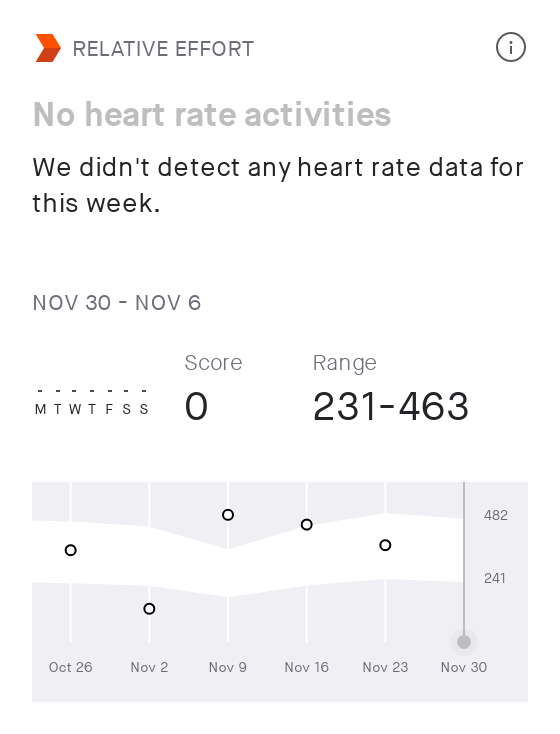 RELATIVE EFFORT
No heart rate activities
We didn't detect any heart rate data for
this week.
NOV 30 - NOV 6
Score
Range
- - - - - - -
M T W T F S S
0
231-463
482
241
Oct 26
Nov 2
Nov 9
Nov 16
Nov 23
Nov 30